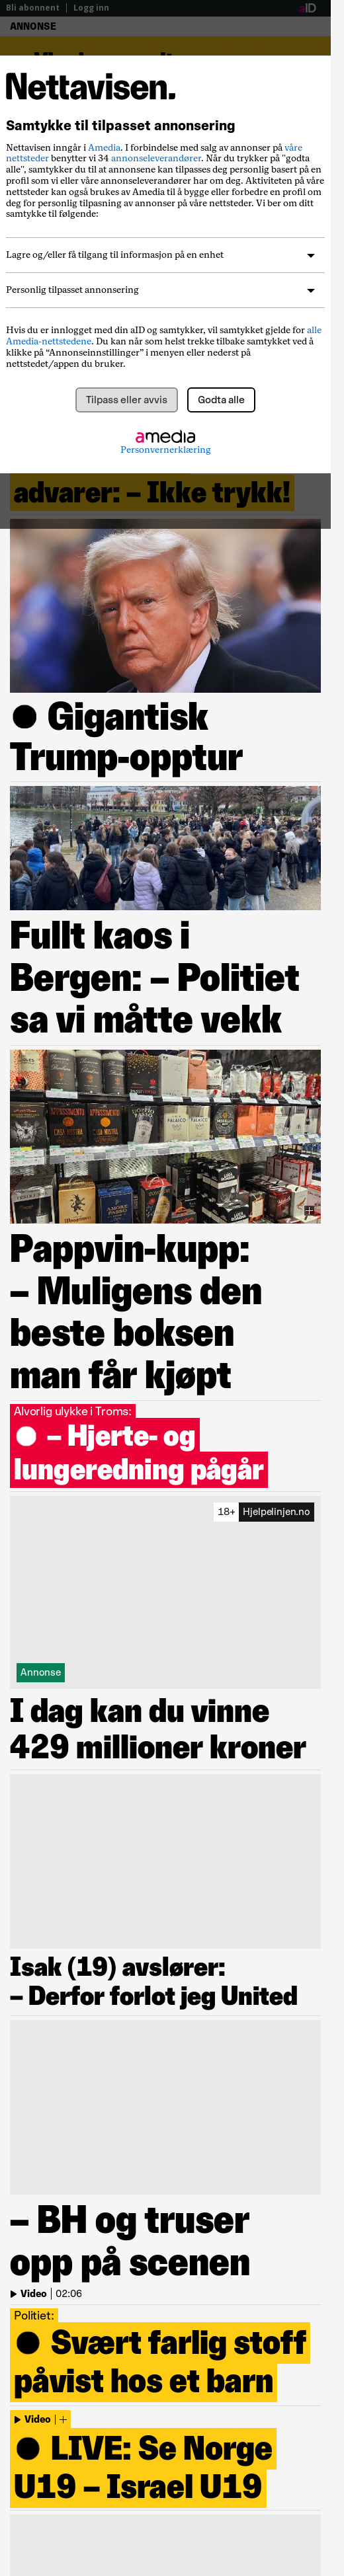 Bli abonnent | Logg inn
aID
ANNONSE
Nettavisen.
Samtykke til tilpasset annonsering
Nettavisen inngår i Amedia. I forbindelse med salg av annonser på våre
nettsteder benytter vi 34 annonseleverandører. Når du trykker på "godta
alle", samtykker du til at annonsene kan tilpasses deg personlig basert på en
profil som vi eller våre annonseleverandører har om deg. Aktiviteten på våre
nettsteder kan også brukes av Amedia til å bygge eller forbedre en profil om
deg for personlig tilpasning av annonser på våre nettsteder. Vi ber om ditt
samtykke til følgende:
Lagre og/eller få tilgang til informasjon på en enhet
Personlig tilpasset annonsering
Hvis du er innlogget med din aID og samtykker, vil samtykket gjelde for alle
Amedia-nettstedene. Du kan når som helst trekke tilbake samtykket ved å
klikke på “Annonseinnstillinger” i menyen eller nederst på
nettstedet/appen du bruker.
Tilpass eller avvis
Godta alle
amedia
Personvernerklæring
advarer: – Ikke trykk!
Gigantisk
Trump-opptur
Fullt kaos i
Bergen: – Politiet
sa vi måtte vekk
Pappvin-kupp:
– Muligens den
beste boksen
man får kjøpt
Alvorlig ulykke i Troms:
– Hjerte- og
lungeredning pågår
18+ Hjelpelinjen.no
Annonse
I dag kan du vinne
429 millioner kroner
Isak (19) avslører:
– Derfor forlot jeg United
– BH og truser
opp på scenen
Video | 02:06
Politiet:
Svært farlig stoff
påvist hos et barn
Video | +
LIVE: Se Norge
U19 – Israel U19